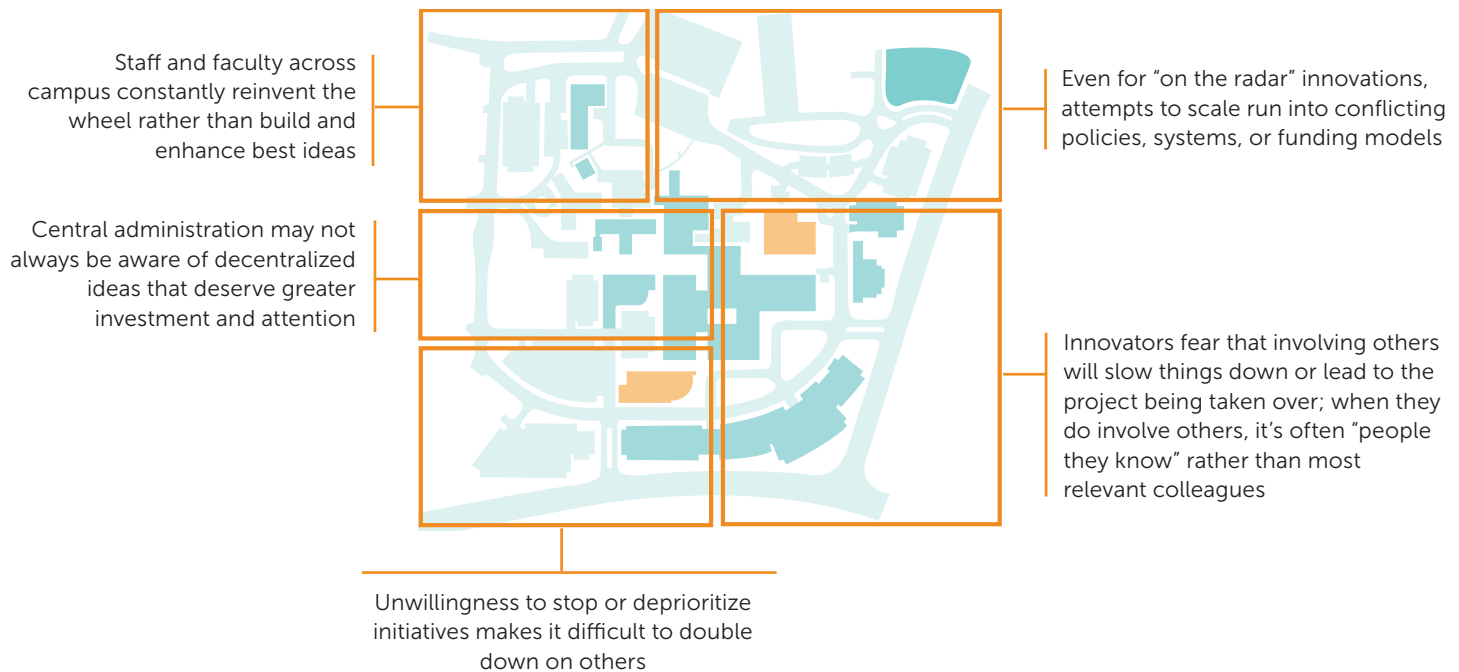 Staff and faculty across
campus constantly reinvent the
wheel rather than build and
enhance best ideas
Central administration may not
always be aware of decentralized
ideas that deserve greater
investment and attention
Even for “on the radar” innovations,
attempts to scale run into conflicting
policies, systems, or funding models
Innovators fear that involving others
will slow things down or lead to the
project being taken over; when they
do involve others, it’s often “people
they know” rather than most
relevant colleagues
Unwillingness to stop or deprioritize
initiatives makes it difficult to double
down on others